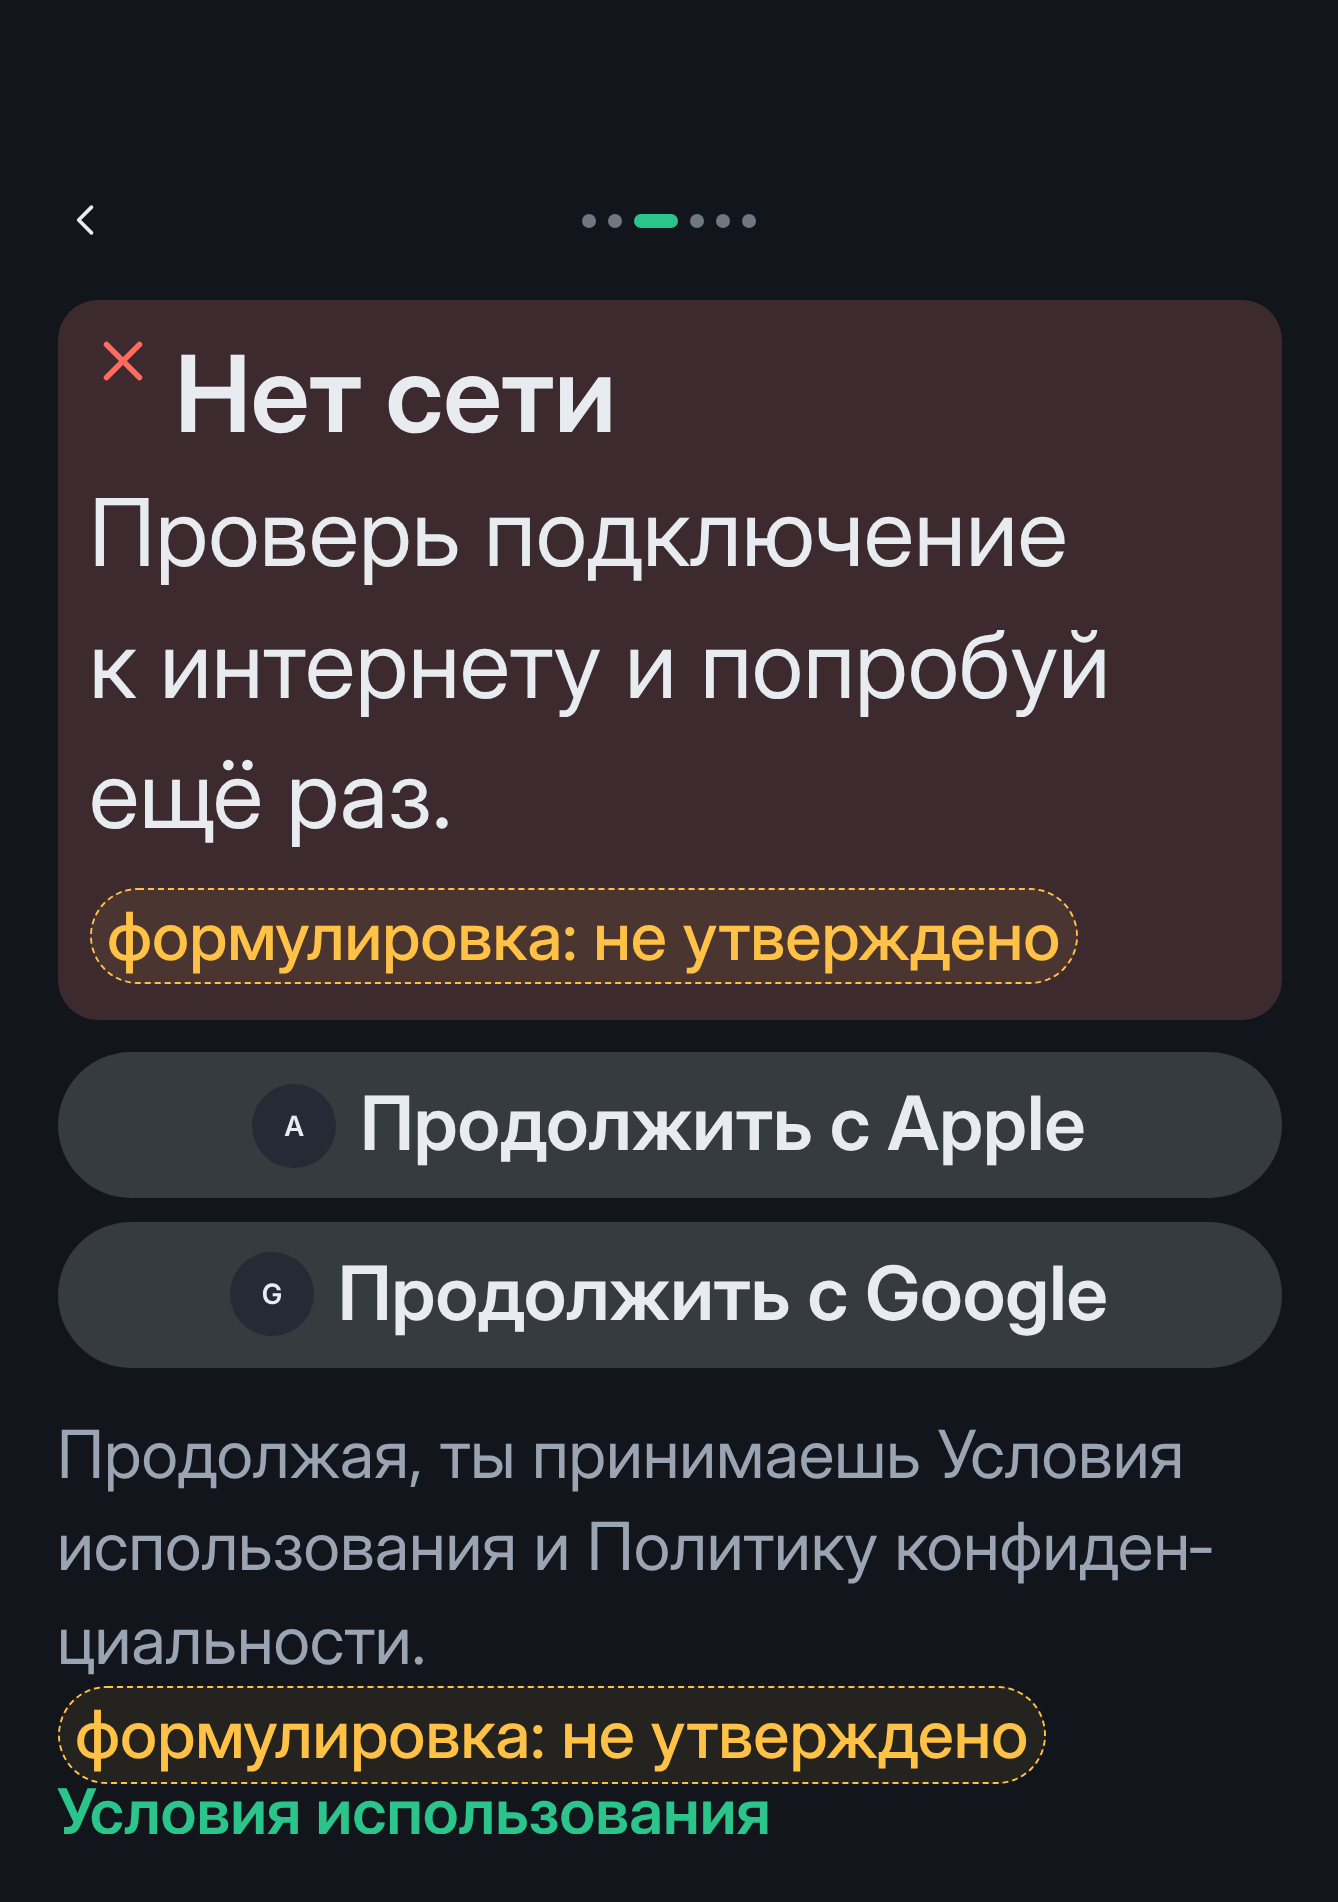 Нет сети
Проверь подключение
к интернету и попробуй
ещё раз.
формулировка: не утверждено
A Продолжить с Apple
G Продолжить с Google
Продолжая, ты принимаешь Условия
использования и Политику конфиден-
циальности.
формулировка: не утверждено
Условия использования